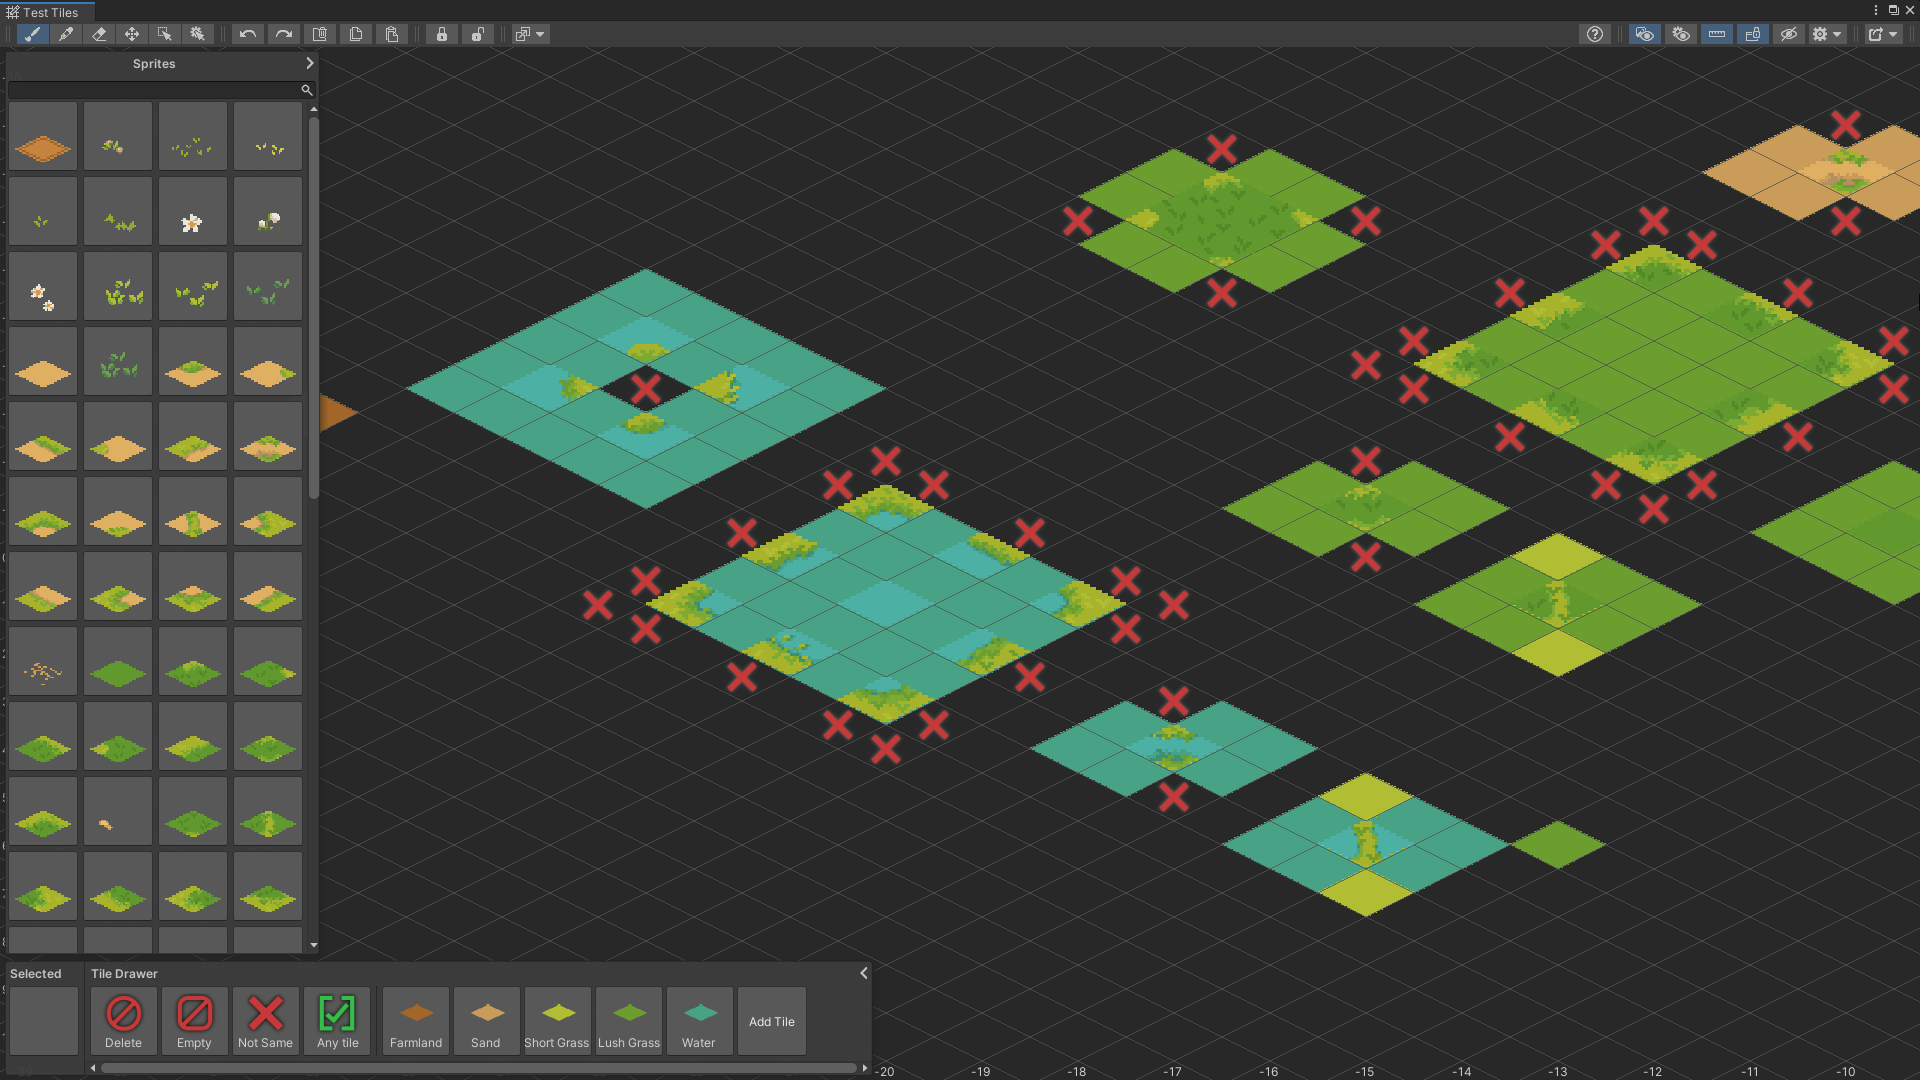 Test Tiles
Sprites
Selected
Tile Drawer
Delete
Empty
Not Same
Any tile
Farmland
Sand
Short Grass
Lush Grass
Water
Add Tile
-20
-19
-18
-17
-16
-15
-14
-13
-12
-11
-10